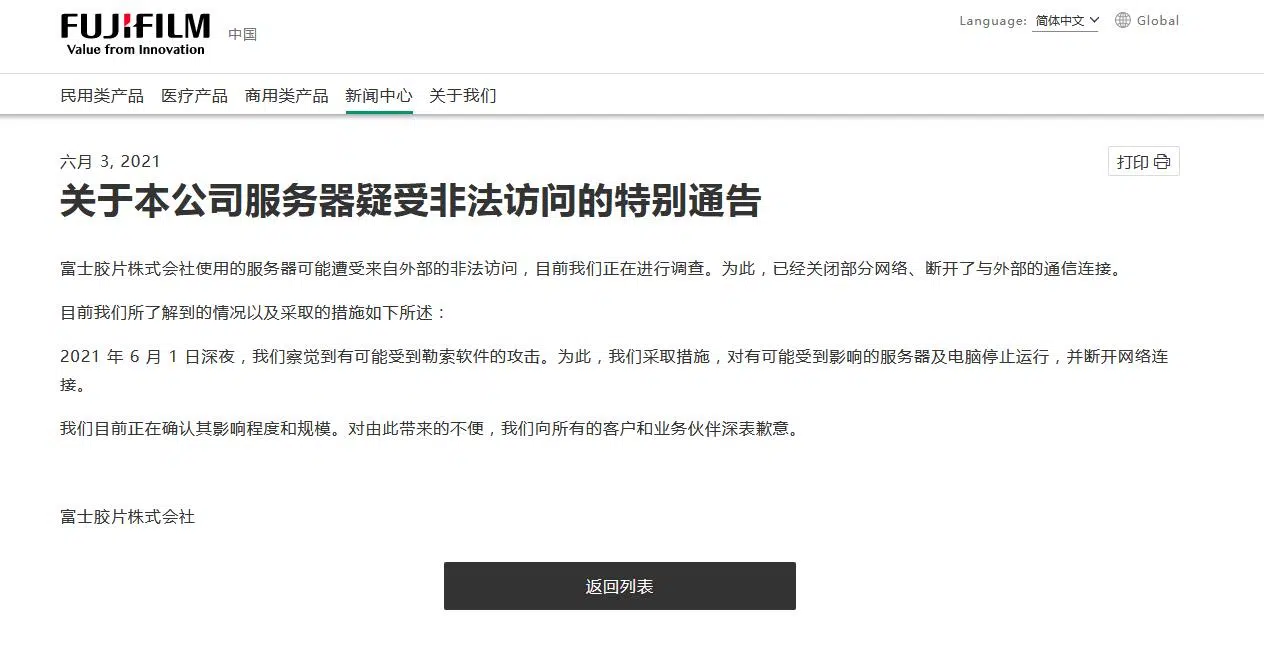 FUJIFILM
Value from Innovation
中国
Language: 简体中文
Global
民用类产品 医疗产品 商用类产品 新闻中心 关于我们
六月 3, 2021
打印
关于本公司服务器疑受非法访问的特别通告
富士胶片株式会社使用的服务器可能遭受来自外部的非法访问，目前我们正在进行调查。为此，已经关闭部分网络、断开了与外部的通信连接。
目前我们所了解到的情况以及采取的措施如下所述：
2021 年 6 月 1 日深夜，我们察觉到有可能受到勒索软件的攻击。为此，我们采取措施，对有可能受到影响的服务器及电脑停止运行，并断开网络连
接。
我们目前正在确认其影响程度和规模。对由此带来的不便，我们向所有的客户和业务伙伴深表歉意。
富士胶片株式会社
返回列表